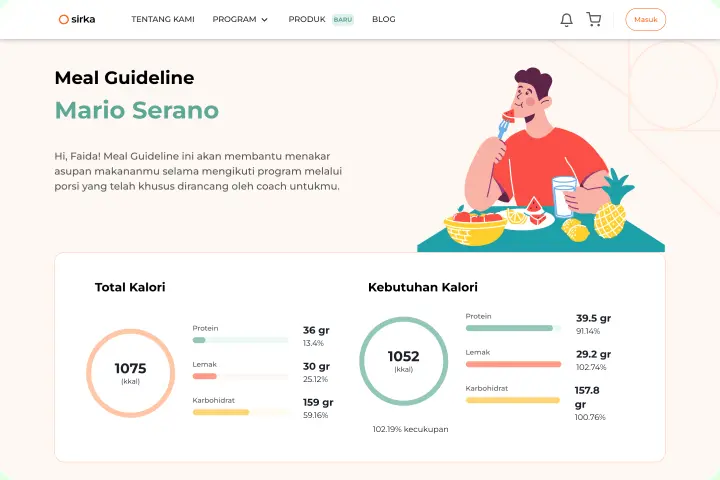 sirka
TENTANG KAMI
PROGRAM
PRODUK
BARU
BLOG
Masuk
Meal Guideline
Mario Serano
Hi, Faida! Meal Guideline ini akan membantu menakar
asupan makananmu selama mengikuti program melalui
porsi yang telah khusus dirancang oleh coach untukmu.
Total Kalori
1075
(kkal)
Protein
36 gr
13.4%
Lemak
30 gr
25.12%
Karbohidrat
159 gr
59.16%
Kebutuhan Kalori
1052
(kkal)
102.19% kecukupan
Protein
39.5 gr
91.14%
Lemak
29.2 gr
102.74%
Karbohidrat
157.8
gr
100.76%